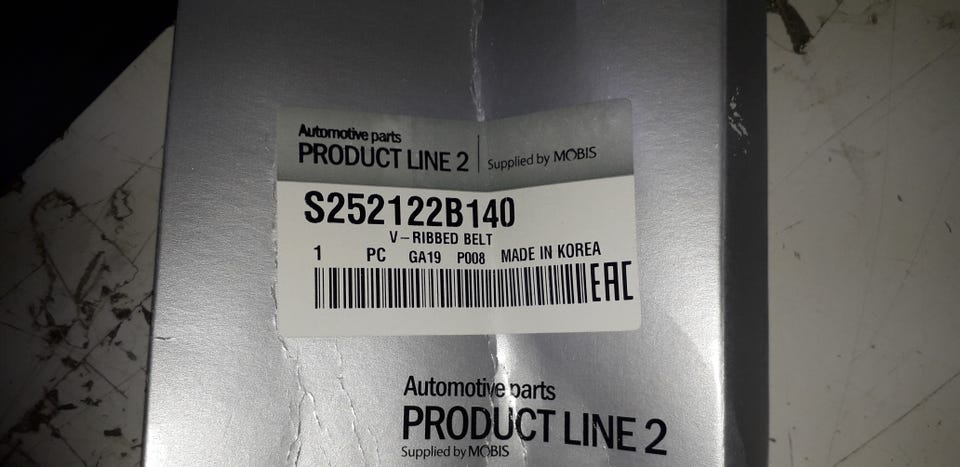 Automotive parts
PRODUCT LINE 2 | Supplied by MOBIS
S252122B140
V-RIBBED BELT
1 PC GA19 P008 MADE IN KOREA
EAC
Automotive parts
PRODUCT LINE 2
Supplied by MOBIS